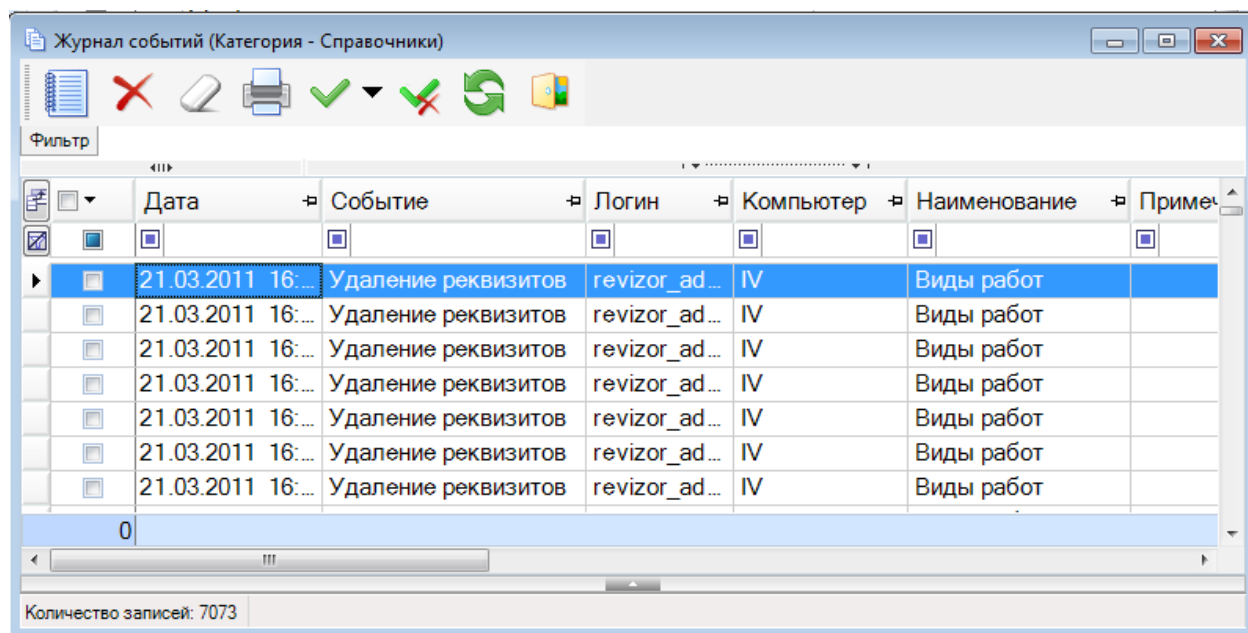 Журнал событий (Категория - Справочники)
Фильтр
Дата Событие Логин Компьютер Наименование Примеч
21.03.2011 16:... Удаление реквизитов revizor_ad... IV Виды работ
21.03.2011 16:... Удаление реквизитов revizor_ad... IV Виды работ
21.03.2011 16:... Удаление реквизитов revizor_ad... IV Виды работ
21.03.2011 16:... Удаление реквизитов revizor_ad... IV Виды работ
21.03.2011 16:... Удаление реквизитов revizor_ad... IV Виды работ
21.03.2011 16:... Удаление реквизитов revizor_ad... IV Виды работ
21.03.2011 16:... Удаление реквизитов revizor_ad... IV Виды работ
0
Количество записей: 7073